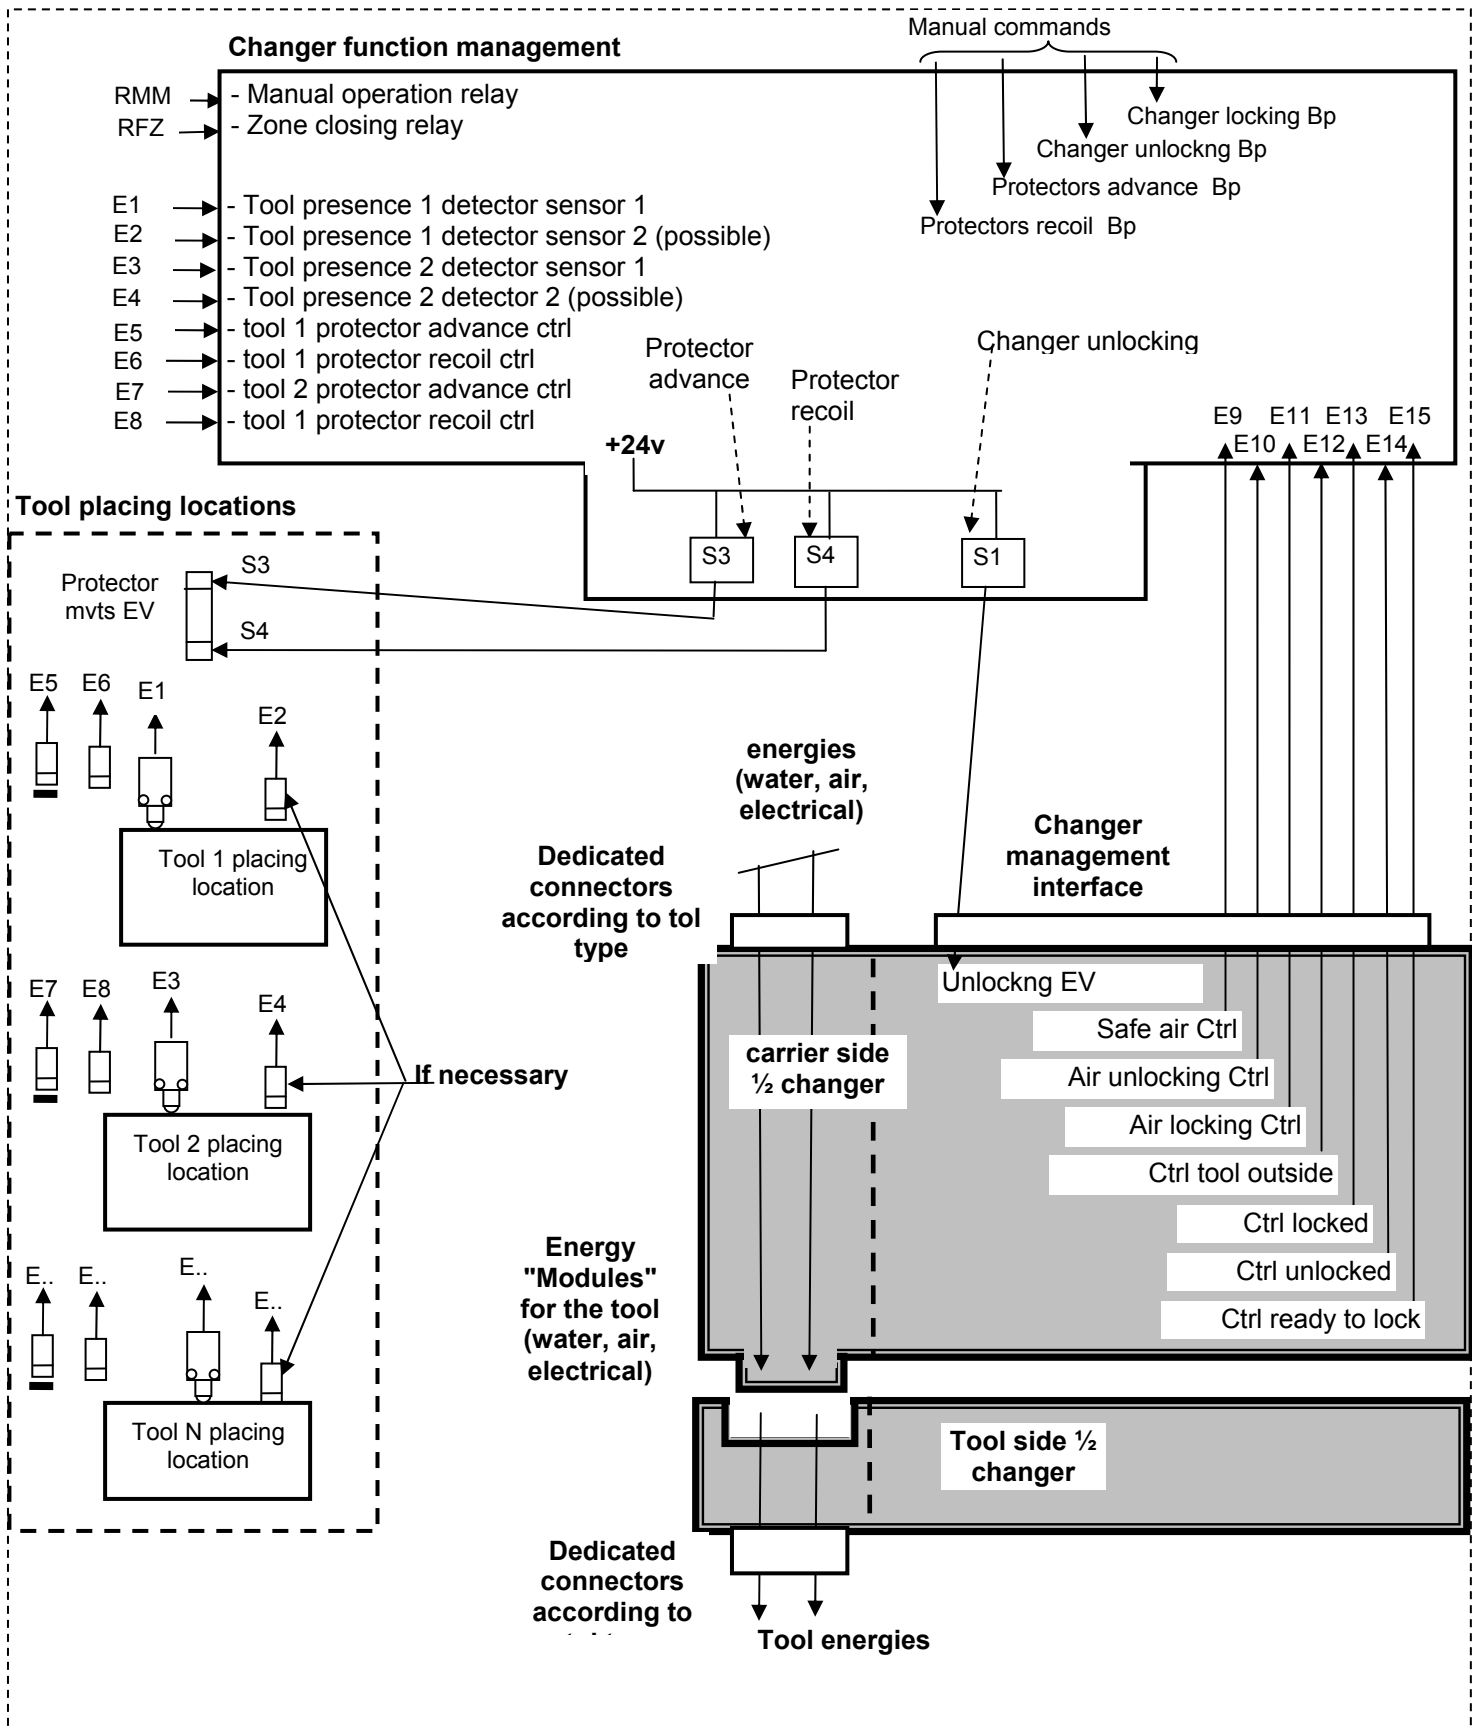 Manual commands
Changer function management
RMM
- Manual operation relay
RFZ
- Zone closing relay
Changer locking Bp
Changer unlockng Bp
Protectors advance Bp
Protectors recoil Bp
E1
- Tool presence 1 detector sensor 1
E2
- Tool presence 1 detector sensor 2 (possible)
E3
- Tool presence 2 detector sensor 1
E4
- Tool presence 2 detector 2 (possible)
E5
- tool 1 protector advance ctrl
E6
- tool 1 protector recoil ctrl
E7
- tool 2 protector advance ctrl
E8
- tool 1 protector recoil ctrl
Protector
advance
Protector
recoil
Changer unlocking
+24v
E9
E11
E13
E15
E10
E12
E14
S3
S4
S1
Tool placing locations
Protector
mvts EV
S3
S4
E5
E6
E1
E2
Tool 1 placing
location
E7
E8
E3
E4
If necessary
Tool 2 placing
location
E..
E..
E..
E..
Tool N placing
location
energies
(water, air,
electrical)
Dedicated
connectors
according to tol
type
Changer
management
interface
Unlockng EV
Safe air Ctrl
carrier side
½ changer
Air unlocking Ctrl
Air locking Ctrl
Ctrl tool outside
Ctrl locked
Ctrl unlocked
Ctrl ready to lock
Energy
"Modules"
for the tool
(water, air,
electrical)
Tool side ½
changer
Dedicated
connectors
according to
Tool energies